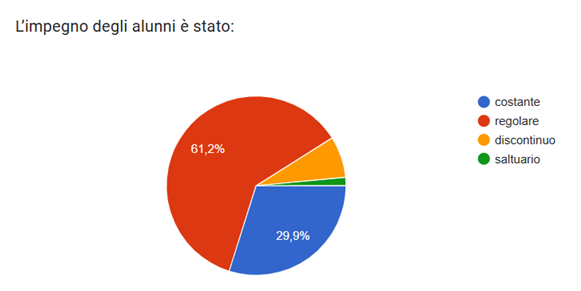 L’impegno degli alunni è stato:
costante
regolare
discontinuo
saltuario
61,2%
29,9%